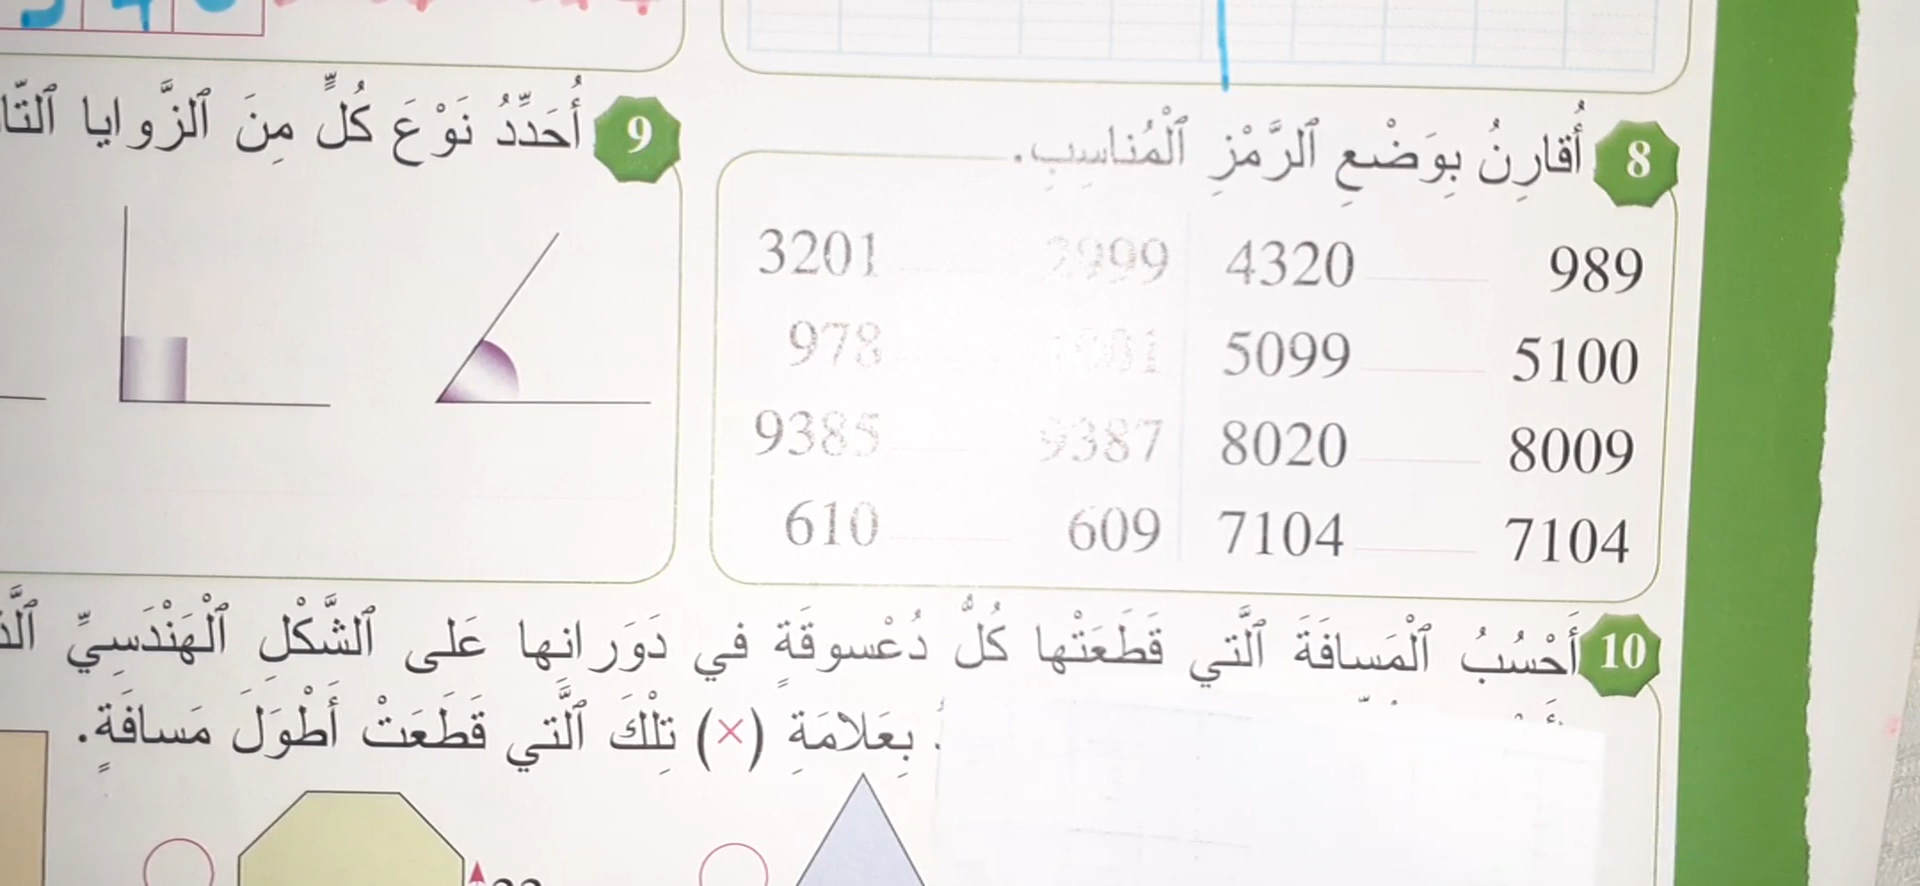 8 أُقارِنُ بِوَضْعِ ٱلرَّمْزِ ٱلْمُناسِبِ.
989 4320
5100 5099
8009 8020
7104 7104
2999 3201
978
9387 9385
609 610
9 أُحَدِّدُ نَوْعَ كُلٍّ مِنَ ٱلزَّوايا
10 أَحْسُبُ ٱلْمَسافَةَ ٱلَّتي قَطَعَتْها كُلُّ دُعْسوقَةٍ في دَوَرانِها عَلى ٱلشَّكْلِ ٱلْهَنْدَسِيِّ
بِعَلامَةِ (×) تِلْكَ ٱلَّتي قَطَعَتْ أَطْوَلَ مَسافَةٍ.